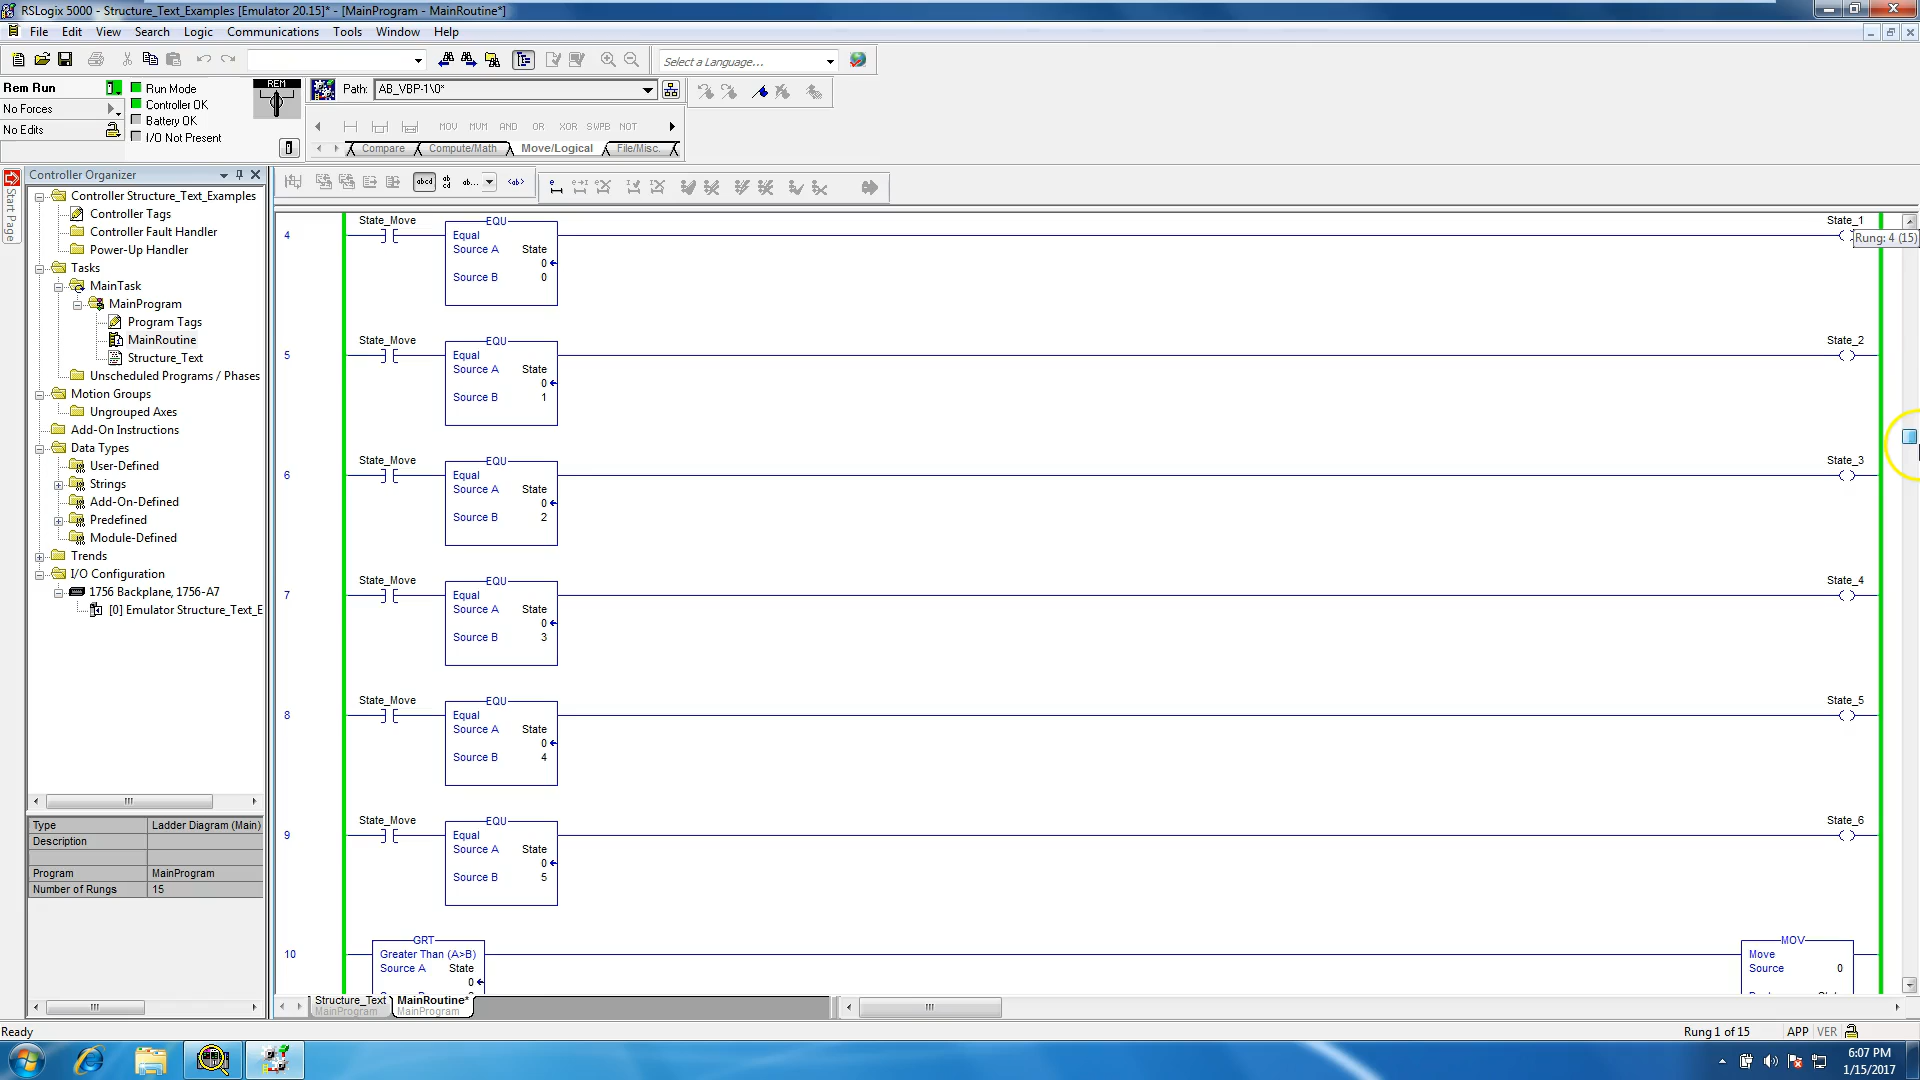 RSLogix 5000 - Structure_Text_Examples [Emulator 20.15]* - [MainProgram - MainRoutine*]
File Edit View Search Logic Communications Tools Window Help
Select a Language...
Rem Run
No Forces
No Edits
Run Mode
Controller OK
Battery OK
I/O Not Present
REM
Path: AB_VBP-1\0*
MOV MVM AND OR XOR SWPB NOT
Compare Compute/Math Move/Logical File/Misc.
Start Page
Controller Organizer
Controller Structure_Text_Examples
Controller Tags
Controller Fault Handler
Power-Up Handler
Tasks
MainTask
MainProgram
Program Tags
MainRoutine
Structure_Text
Unscheduled Programs / Phases
Motion Groups
Ungrouped Axes
Add-On Instructions
Data Types
User-Defined
Strings
Add-On-Defined
Predefined
Module-Defined
Trends
I/O Configuration
1756 Backplane, 1756-A7
[0] Emulator Structure_Text_E
Type Ladder Diagram (Main)
Description
Program MainProgram
Number of Rungs 15
abcd ab cd ab... <ab>
State_Move EQU State_1
4 Equal
Rung: 4 (15)
Source A State
0
Source B 0
State_Move EQU State_2
5 Equal
Source A State
0
Source B 1
State_Move EQU State_3
6 Equal
Source A State
0
Source B 2
State_Move EQU State_4
7 Equal
Source A State
0
Source B 3
State_Move EQU State_5
8 Equal
Source A State
0
Source B 4
State_Move EQU State_6
9 Equal
Source A State
0
Source B 5
GRT MOV
10 Greater Than (A>B) Move
Source A State Source 0
0
Structure_Text MainRoutine*
MainProgram MainProgram
Ready Rung 1 of 15 APP VER
6:07 PM
1/15/2017